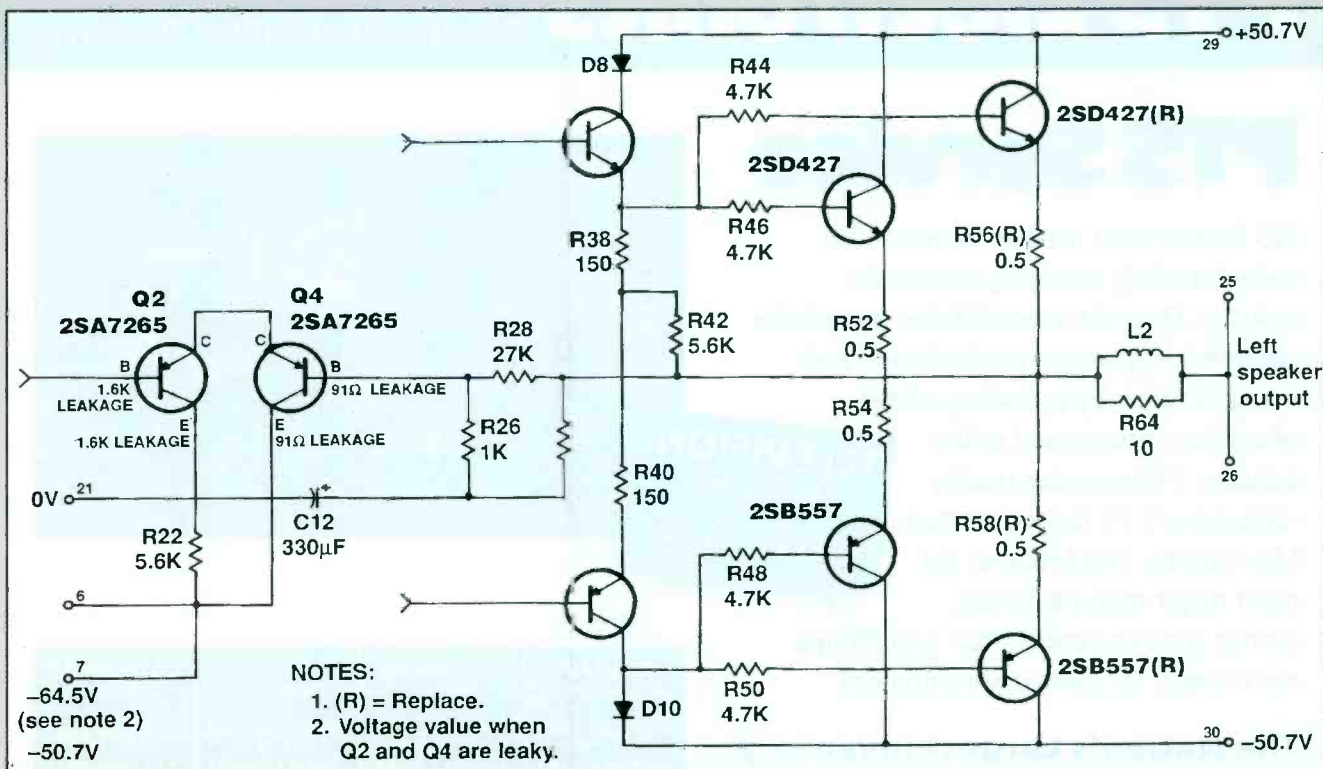 29
+50.7V
D8
R44
4.7K
2SD427(R)
2SD427
R46
4.7K
R38
150
R56(R)
0.5
Q2
2SA7265
Q4
2SA7265
C
C
R28
27K
R42
5.6K
R52
0.5
25
L2
Left
speaker
output
B
1.6K
LEAKAGE
B
91Ω LEAKAGE
E
1.6K LEAKAGE
E
91Ω LEAKAGE
R26
1K
R54
0.5
R64
10
26
R40
150
0V
21
C12
330µF
+
2SB557
R58(R)
0.5
R22
5.6K
R48
4.7K
6
7
-64.5V
(see note 2)
-50.7V
NOTES:
1. (R) = Replace.
2. Voltage value when
Q2 and Q4 are leaky.
D10
R50
4.7K
2SB557(R)
30
-50.7V